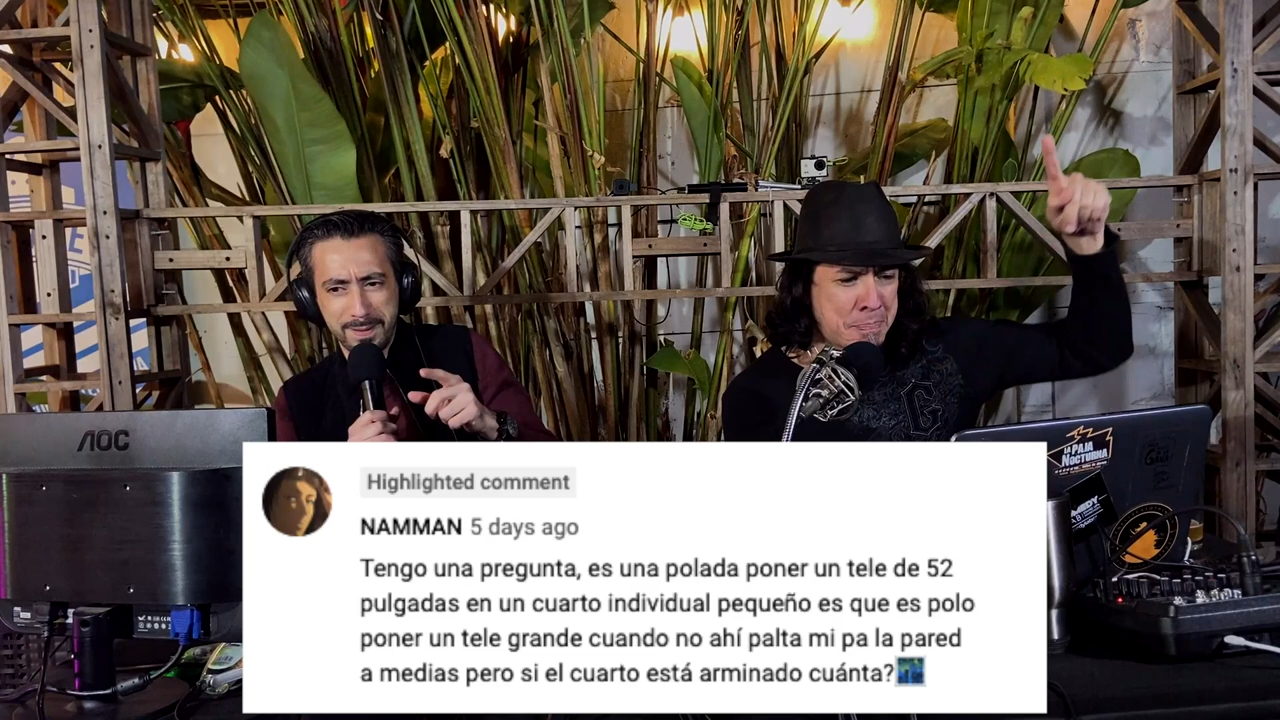 AOC
LA PAJA
NOCTURNA
G
Highlighted comment
NAMMAN 5 days ago
Tengo una pregunta, es una polada poner un tele de 52
pulgadas en un cuarto individual pequeño es que es polo
poner un tele grande cuando no ahí palta mi pa la pared
a medias pero si el cuarto está arminado cuánta?